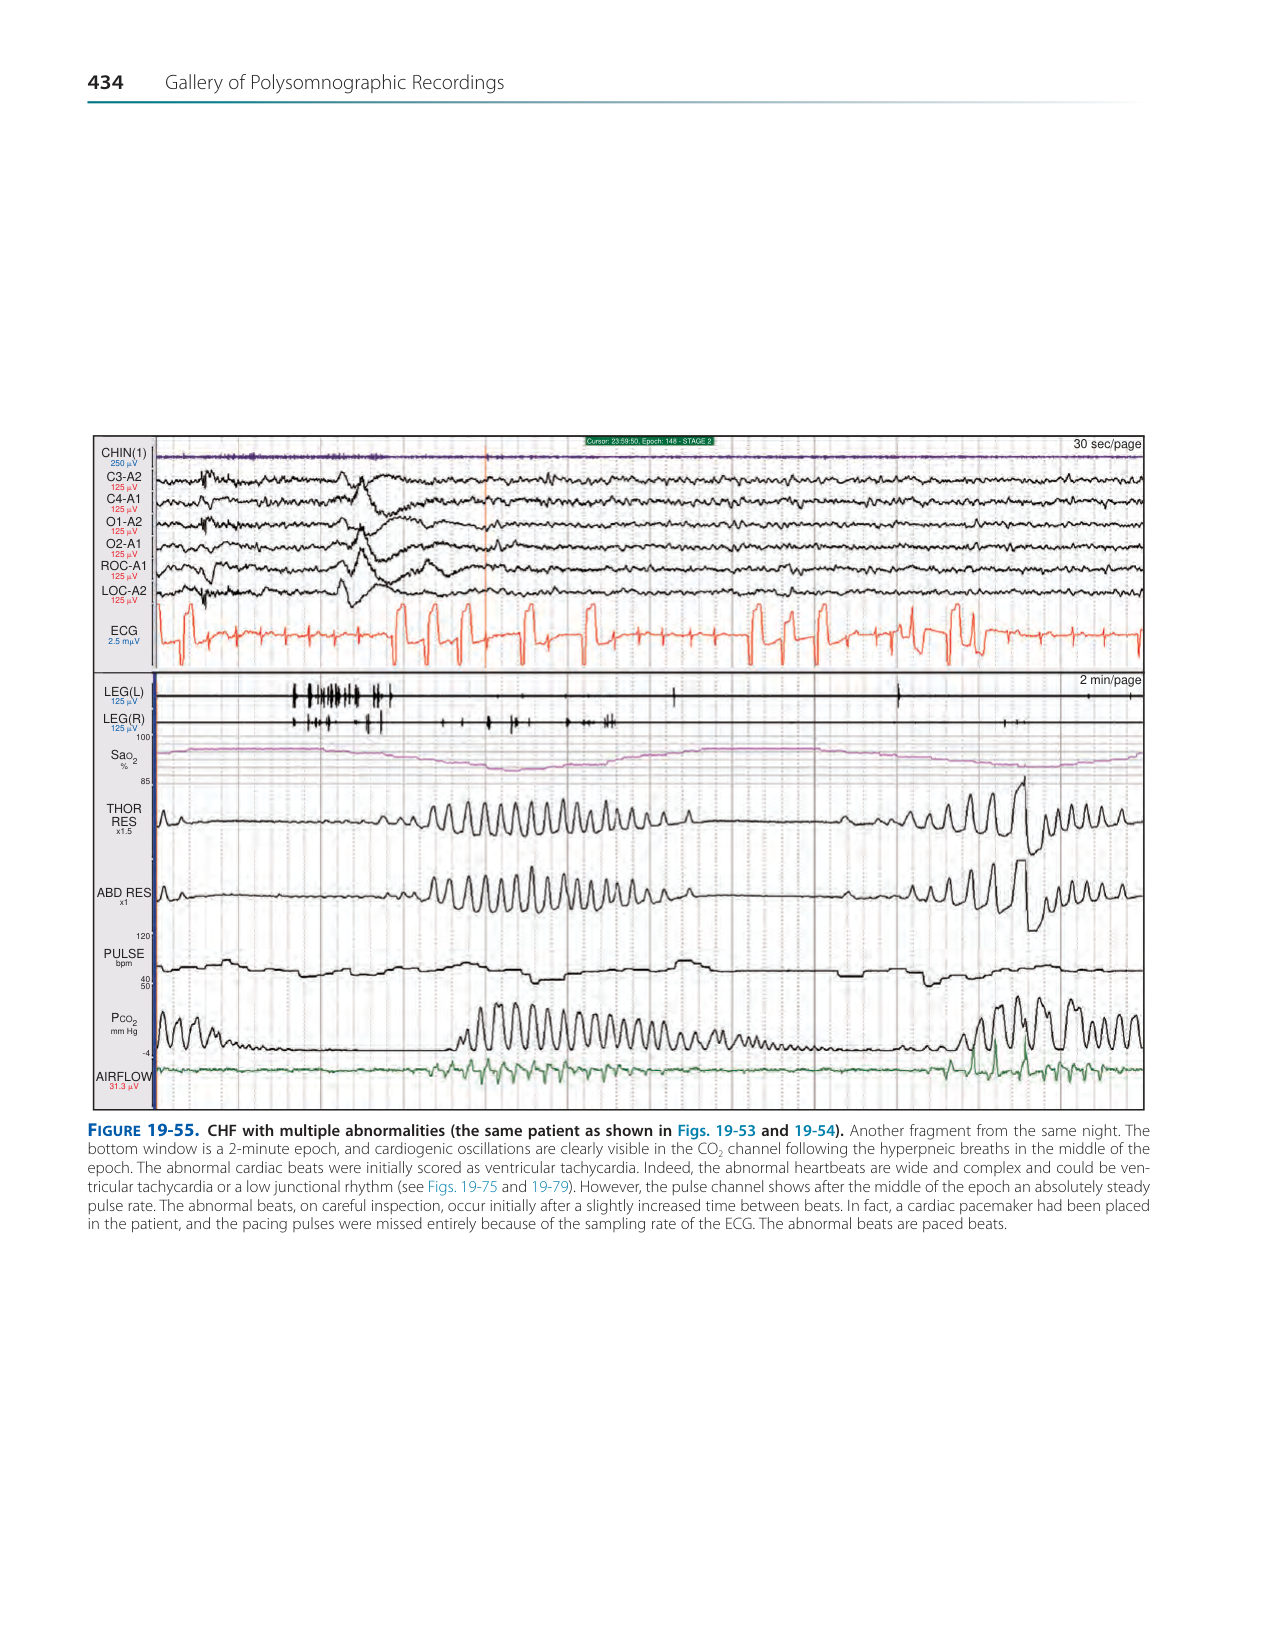 434 Gallery of Polysomnographic Recordings
Cursor: 23:59:50, Epoch: 148 - STAGE 2
30 sec/page
CHIN(1)
250 µV
C3-A2
125 µV
C4-A1
125 µV
O1-A2
125 µV
O2-A1
125 µV
ROC-A1
125 µV
LOC-A2
125 µV
ECG
2.5 mµV
2 min/page
LEG(L)
125 µV
LEG(R)
125 µV
100
SaO2
%
85
THOR
RES
x1.5
ABD RES
x1
120
PULSE
bpm
40
50
PCO2
mm Hg
-4
AIRFLOW
31.3 µV
FIGURE 19-55. CHF with multiple abnormalities (the same patient as shown in Figs. 19-53 and 19-54). Another fragment from the same night. The
bottom window is a 2-minute epoch, and cardiogenic oscillations are clearly visible in the CO2 channel following the hyperpneic breaths in the middle of the
epoch. The abnormal cardiac beats were initially scored as ventricular tachycardia. Indeed, the abnormal heartbeats are wide and complex and could be ven-
tricular tachycardia or a low junctional rhythm (see Figs. 19-75 and 19-79). However, the pulse channel shows after the middle of the epoch an absolutely steady
pulse rate. The abnormal beats, on careful inspection, occur initially after a slightly increased time between beats. In fact, a cardiac pacemaker had been placed
in the patient, and the pacing pulses were missed entirely because of the sampling rate of the ECG. The abnormal beats are paced beats.